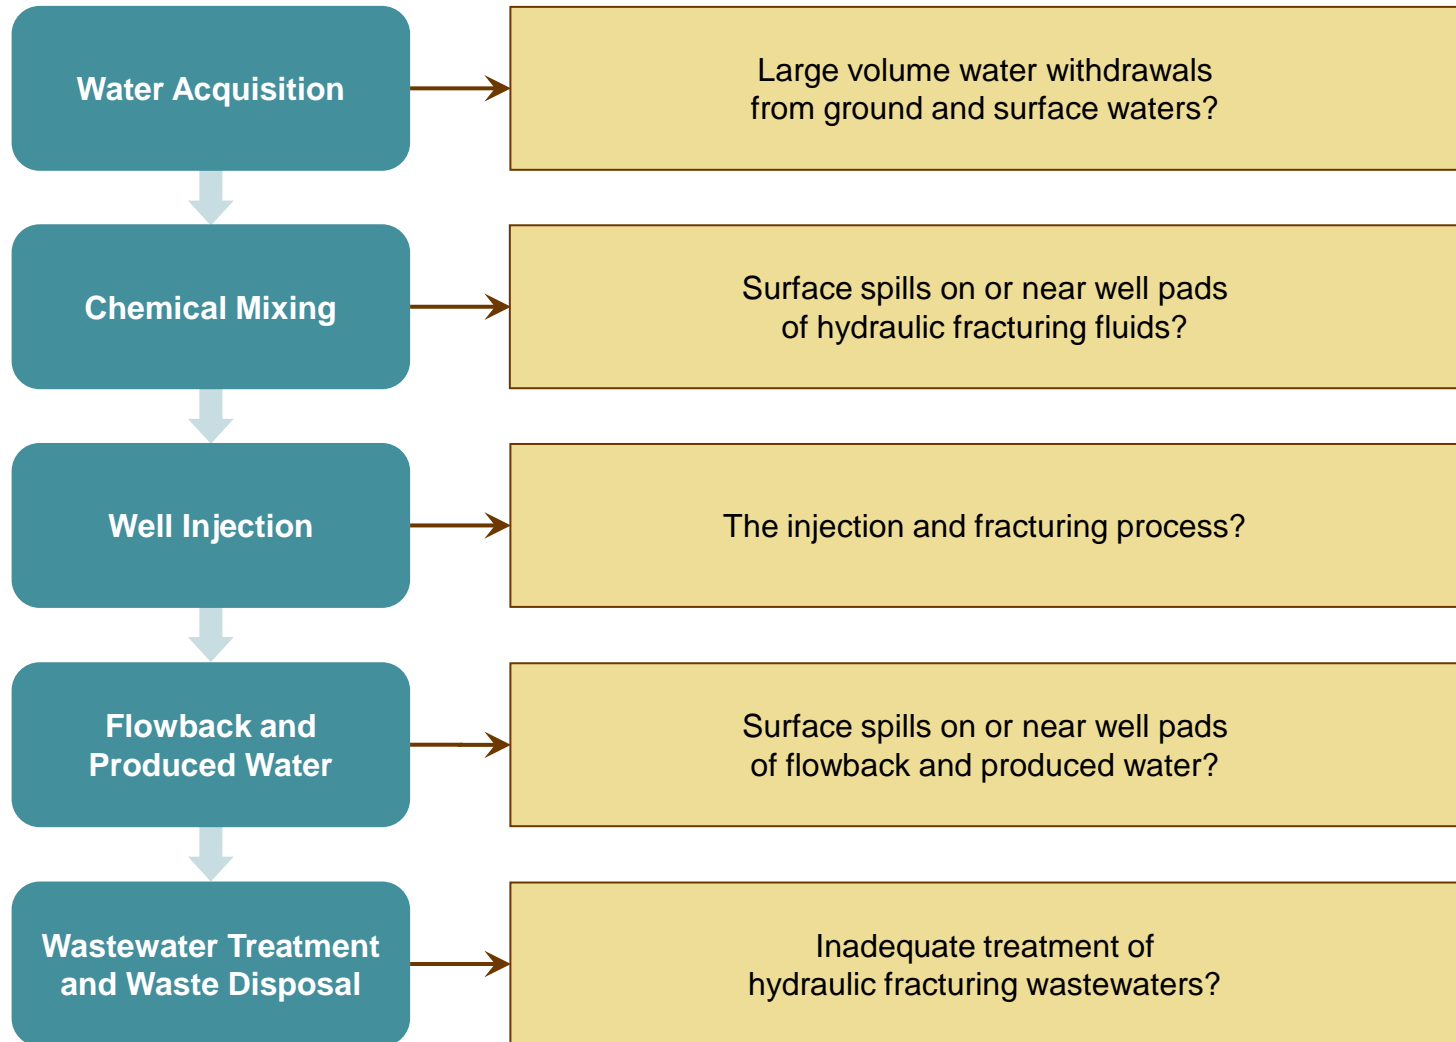 Water Acquisition
Large volume water withdrawals
from ground and surface waters?
Chemical Mixing
Surface spills on or near well pads
of hydraulic fracturing fluids?
Well Injection
The injection and fracturing process?
Flowback and
Produced Water
Surface spills on or near well pads
of flowback and produced water?
Wastewater Treatment
and Waste Disposal
Inadequate treatment of
hydraulic fracturing wastewaters?